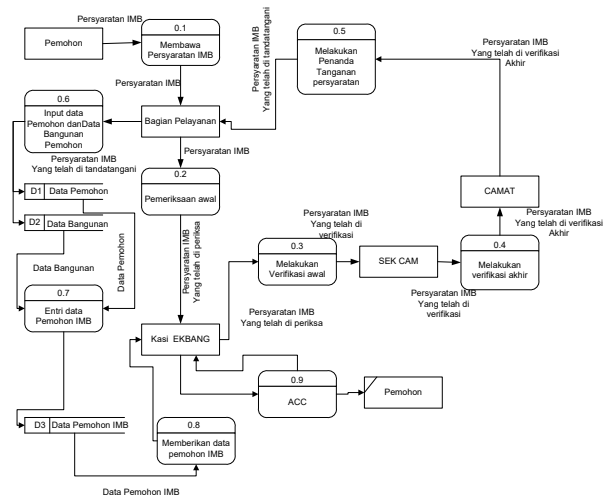 Persyaratan IMB
Pemohon
0.1
Membawa
Persyaratan IMB
Persyaratan IMB
Persyaratan IMB
Yang telah di tandatangani
0.5
Melakukan
Penanda
Tanganan
persyaratan
Persyaratan IMB
Yang telah di verifikasi
Akhir
0.6
Input data
Pemohon danData
Bangunan
Pemohon
Bagian Pelayanan
Persyaratan IMB
Persyaratan IMB
Yang telah di tandatangani
0.2
Pemeriksaan awal
D1 Data Pemohon
D2 Data Bangunan
Data Bangunan
Data Pemohon
Persyaratan IMB
Yang telah di periksa
CAMAT
Persyaratan IMB
Yang telah di verifikasi
Akhir
Persyaratan IMB
Yang telah di
verifikasi
0.3
Melakukan
Verifikasi awal
SEK CAM
0.4
Melakukan
verifikasi akhir
Persyaratan IMB
Yang telah di
verifikasi
0.7
Entri data
Pemohon IMB
Persyaratan IMB
Yang telah di periksa
Kasi EKBANG
0.9
ACC
Pemohon
D3 Data Pemohon IMB
0.8
Memberikan data
pemohon IMB
Data Pemohon IMB